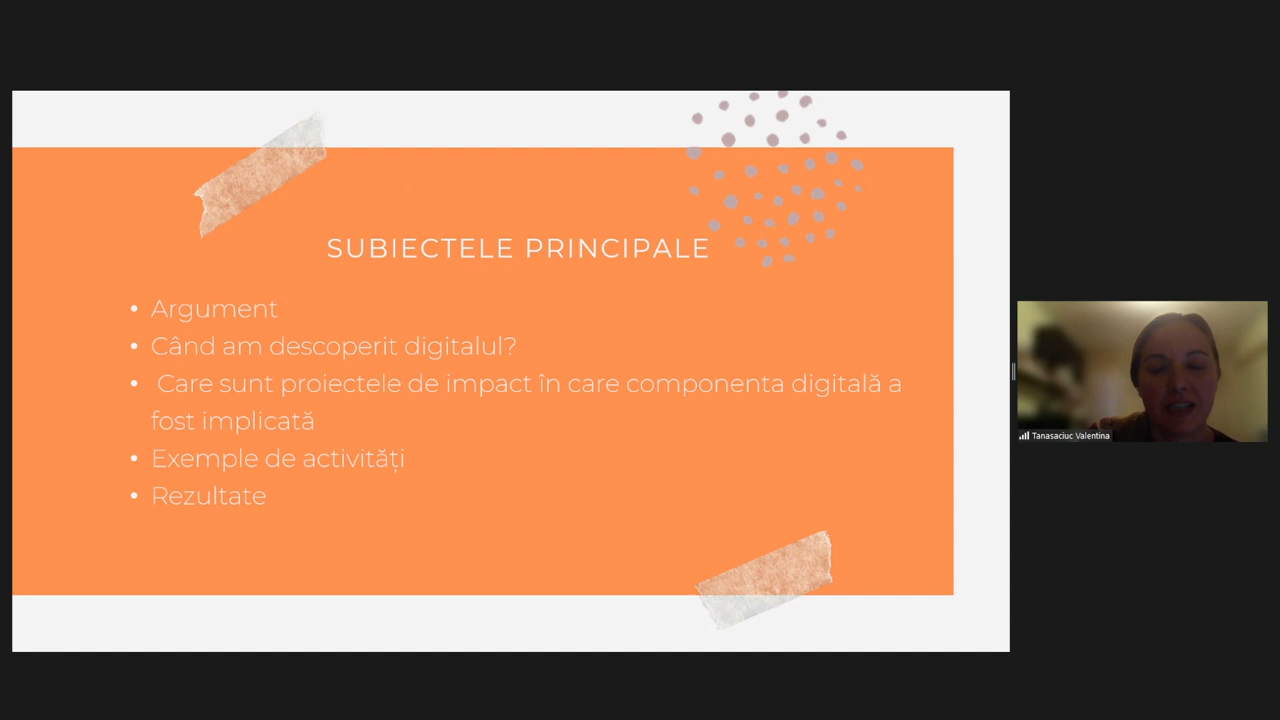 SUBIECTELE PRINCIPALE
• Argument
• Când am descoperit digitalul?
• Care sunt proiectele de impact în care componenta digitală a
fost implicată
• Exemple de activități
• Rezultate
Tanasaciuc Valentina